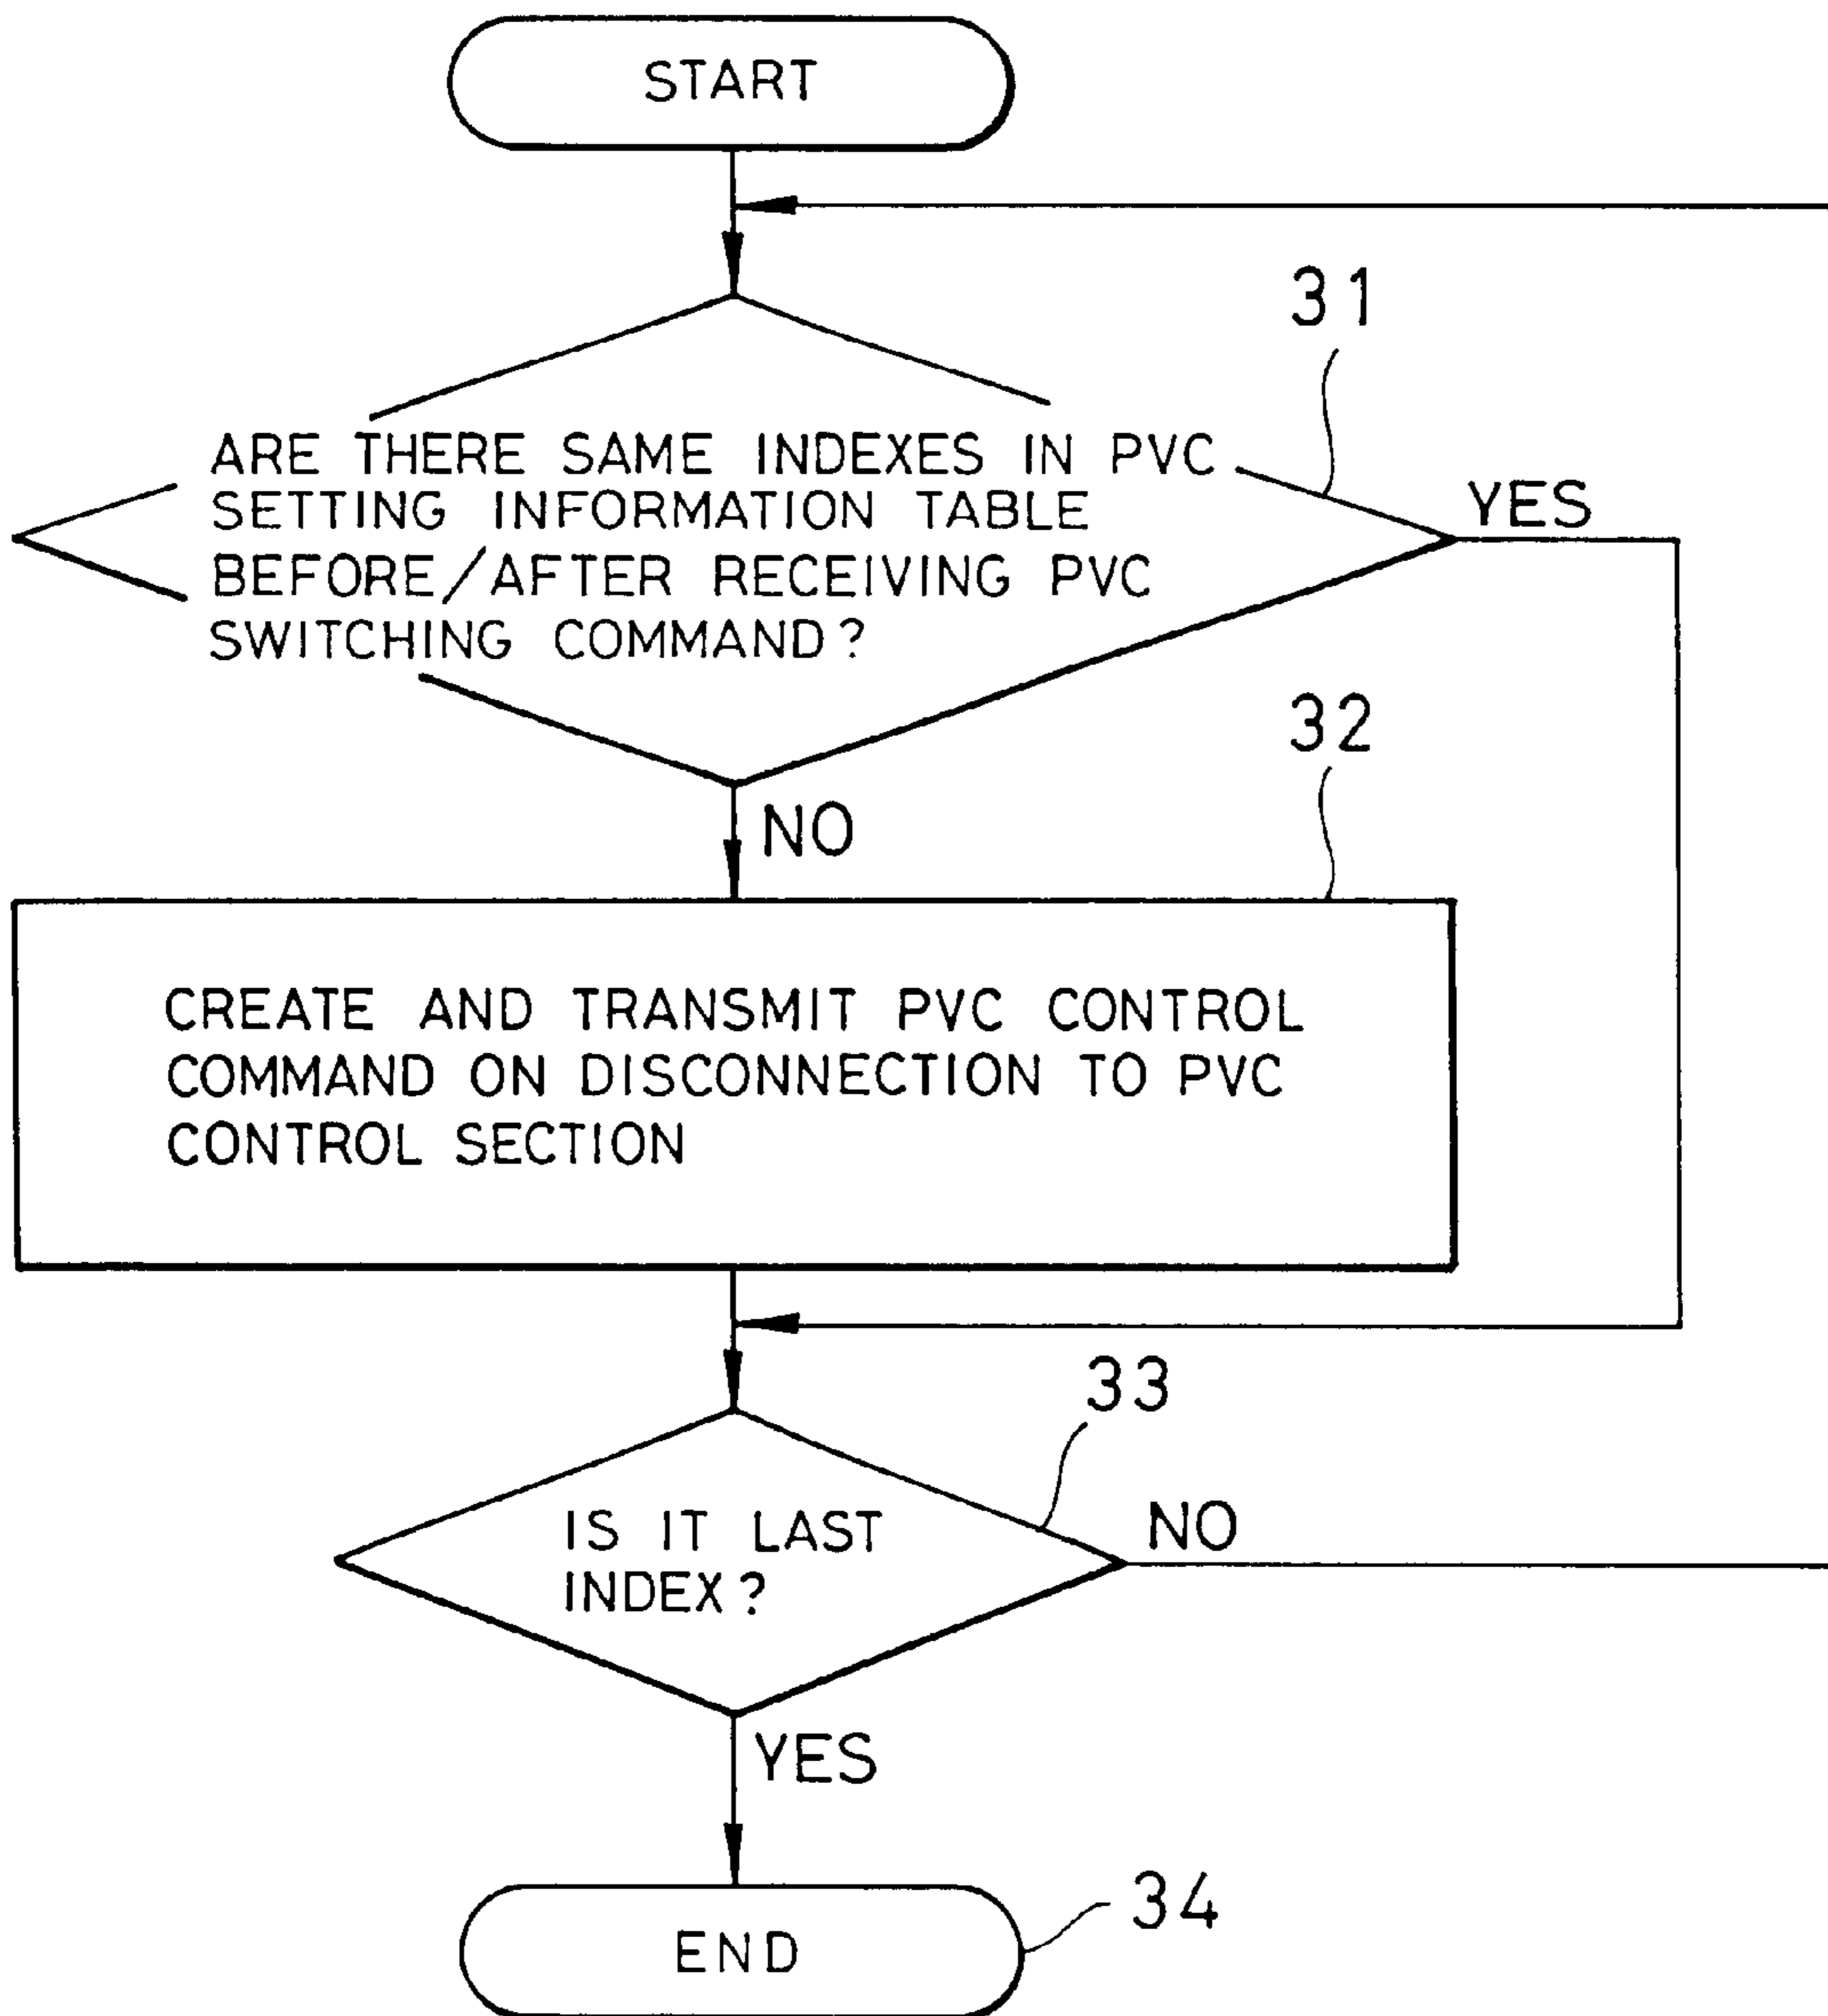 START
31
ARE THERE SAME INDEXES IN PVC
SETTING INFORMATION TABLE
BEFORE/AFTER RECEIVING PVC
SWITCHING COMMAND?
YES
NO
32
CREATE AND TRANSMIT PVC CONTROL
COMMAND ON DISCONNECTION TO PVC
CONTROL SECTION
33
IS IT LAST
INDEX?
NO
YES
END
34